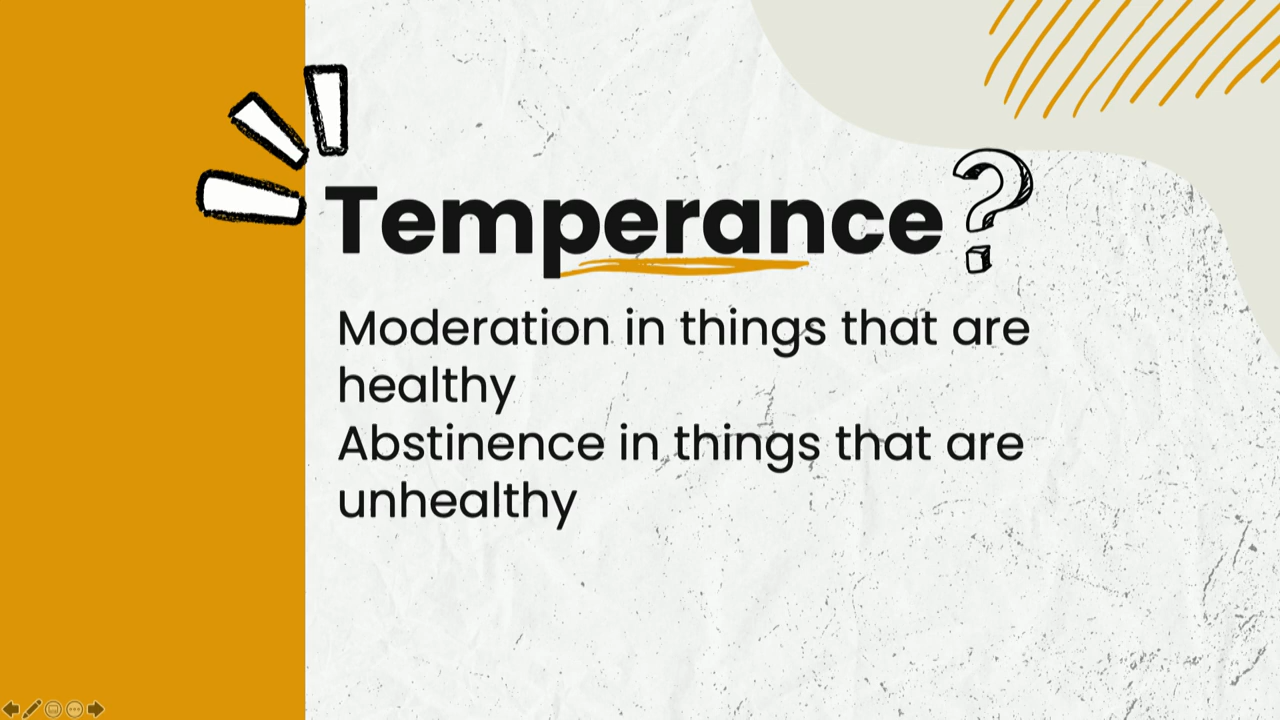 Temperance?
Moderation in things that are
healthy
Abstinence in things that are
unhealthy